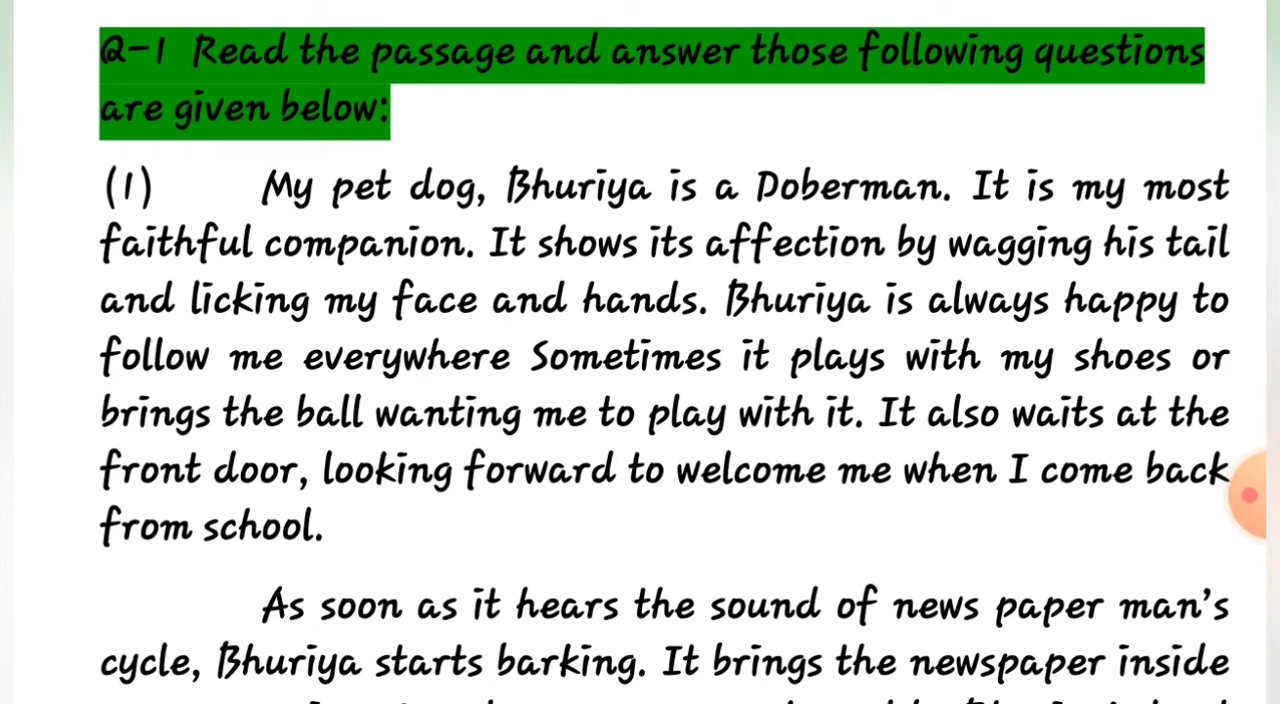 Q-1 Read the passage and answer those following questions
are given below:
(1) My pet dog, Bhuriya is a Doberman. It is my most
faithful companion. It shows its affection by wagging his tail
and licking my face and hands. Bhuriya is always happy to
follow me everywhere Sometimes it plays with my shoes or
brings the ball wanting me to play with it. It also waits at the
front door, looking forward to welcome me when I come back
from school.
As soon as it hears the sound of news paper man's
cycle, Bhuriya starts barking. It brings the newspaper inside